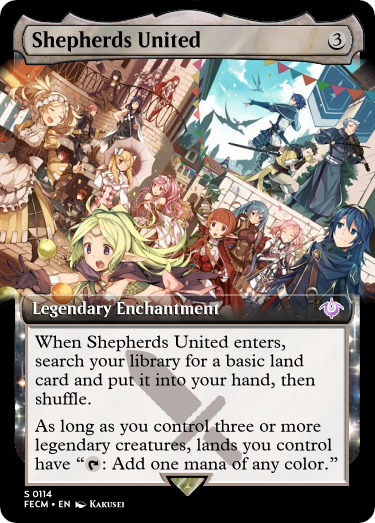 Shepherds United 3
Legendary Enchantment
When Shepherds United enters,
search your library for a basic land
card and put it into your hand, then
shuffle.
As long as you control three or more
legendary creatures, lands you control
have “: Add one mana of any color.”
S 0114
FECM • EN Kakusei